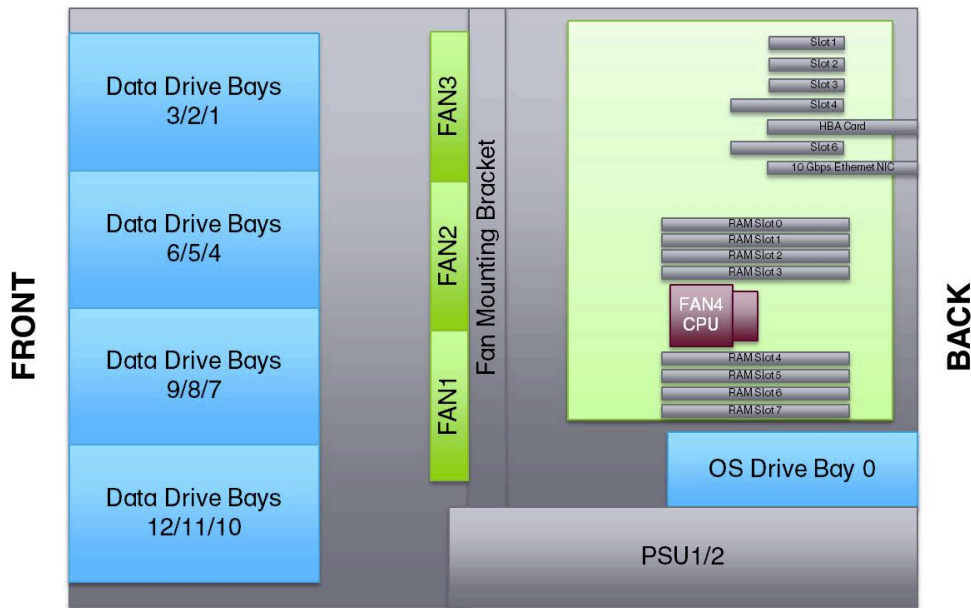 FRONT
Data Drive Bays
3/2/1
Data Drive Bays
6/5/4
Data Drive Bays
9/8/7
Data Drive Bays
12/11/10
FAN3
FAN2
FAN1
Fan Mounting Bracket
Slot 1
Slot 2
Slot 3
Slot 4
HBA Card
Slot 6
10 Gbps Ethernet NIC
RAM Slot 0
RAM Slot 1
RAM Slot 2
RAM Slot 3
FAN4
CPU
RAM Slot 4
RAM Slot 5
RAM Slot 6
RAM Slot 7
OS Drive Bay 0
PSU1/2
BACK